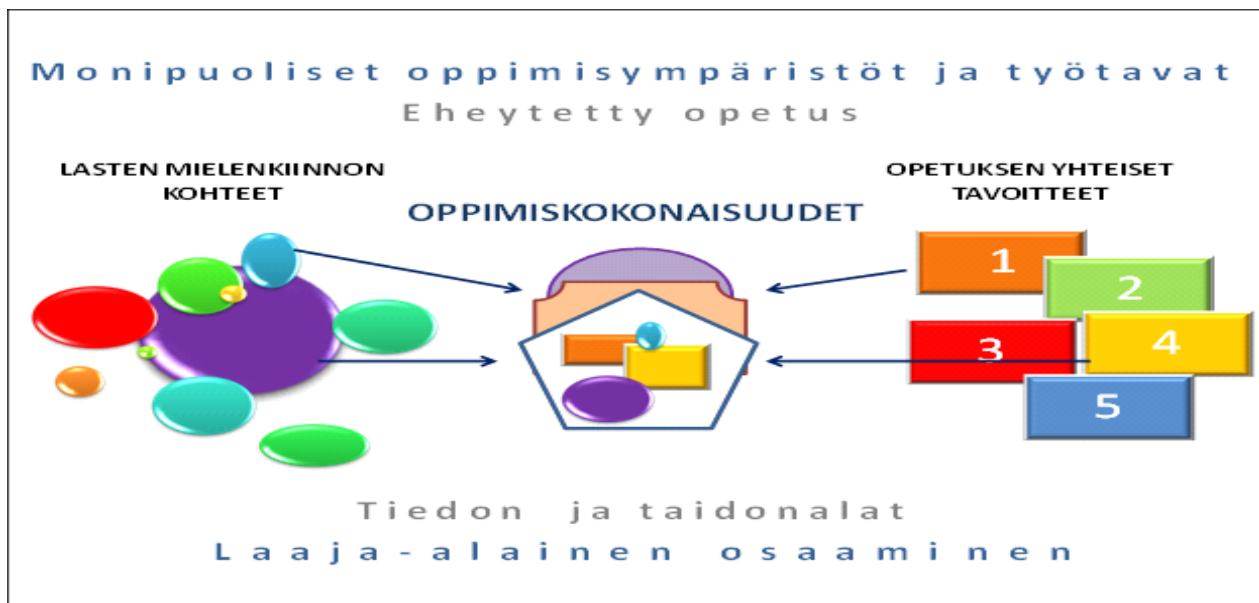 Monipuoliset oppimisympäristöt ja työtavat
Eheytetty opetus
LASTEN MIELENKIINNON
KOHTEET
OPPIMISKOKONAISUUDET
OPETUKSEN YHTEISET
TAVOITTEET
1
2
3
4
5
Tiedon ja taidonalat
Laaja-alainen osaaminen